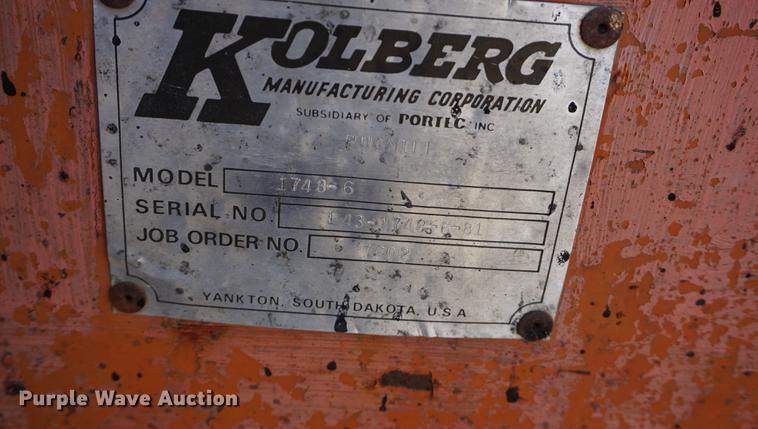 KOLBERG
MANUFACTURING CORPORATION
SUBSIDIARY OF PORTEC INC
PUGMILL
MODEL 1748-6
SERIAL NO.
JOB ORDER NO.
YANKTON, SOUTH DAKOTA, U.S.A
Purple Wave Auction